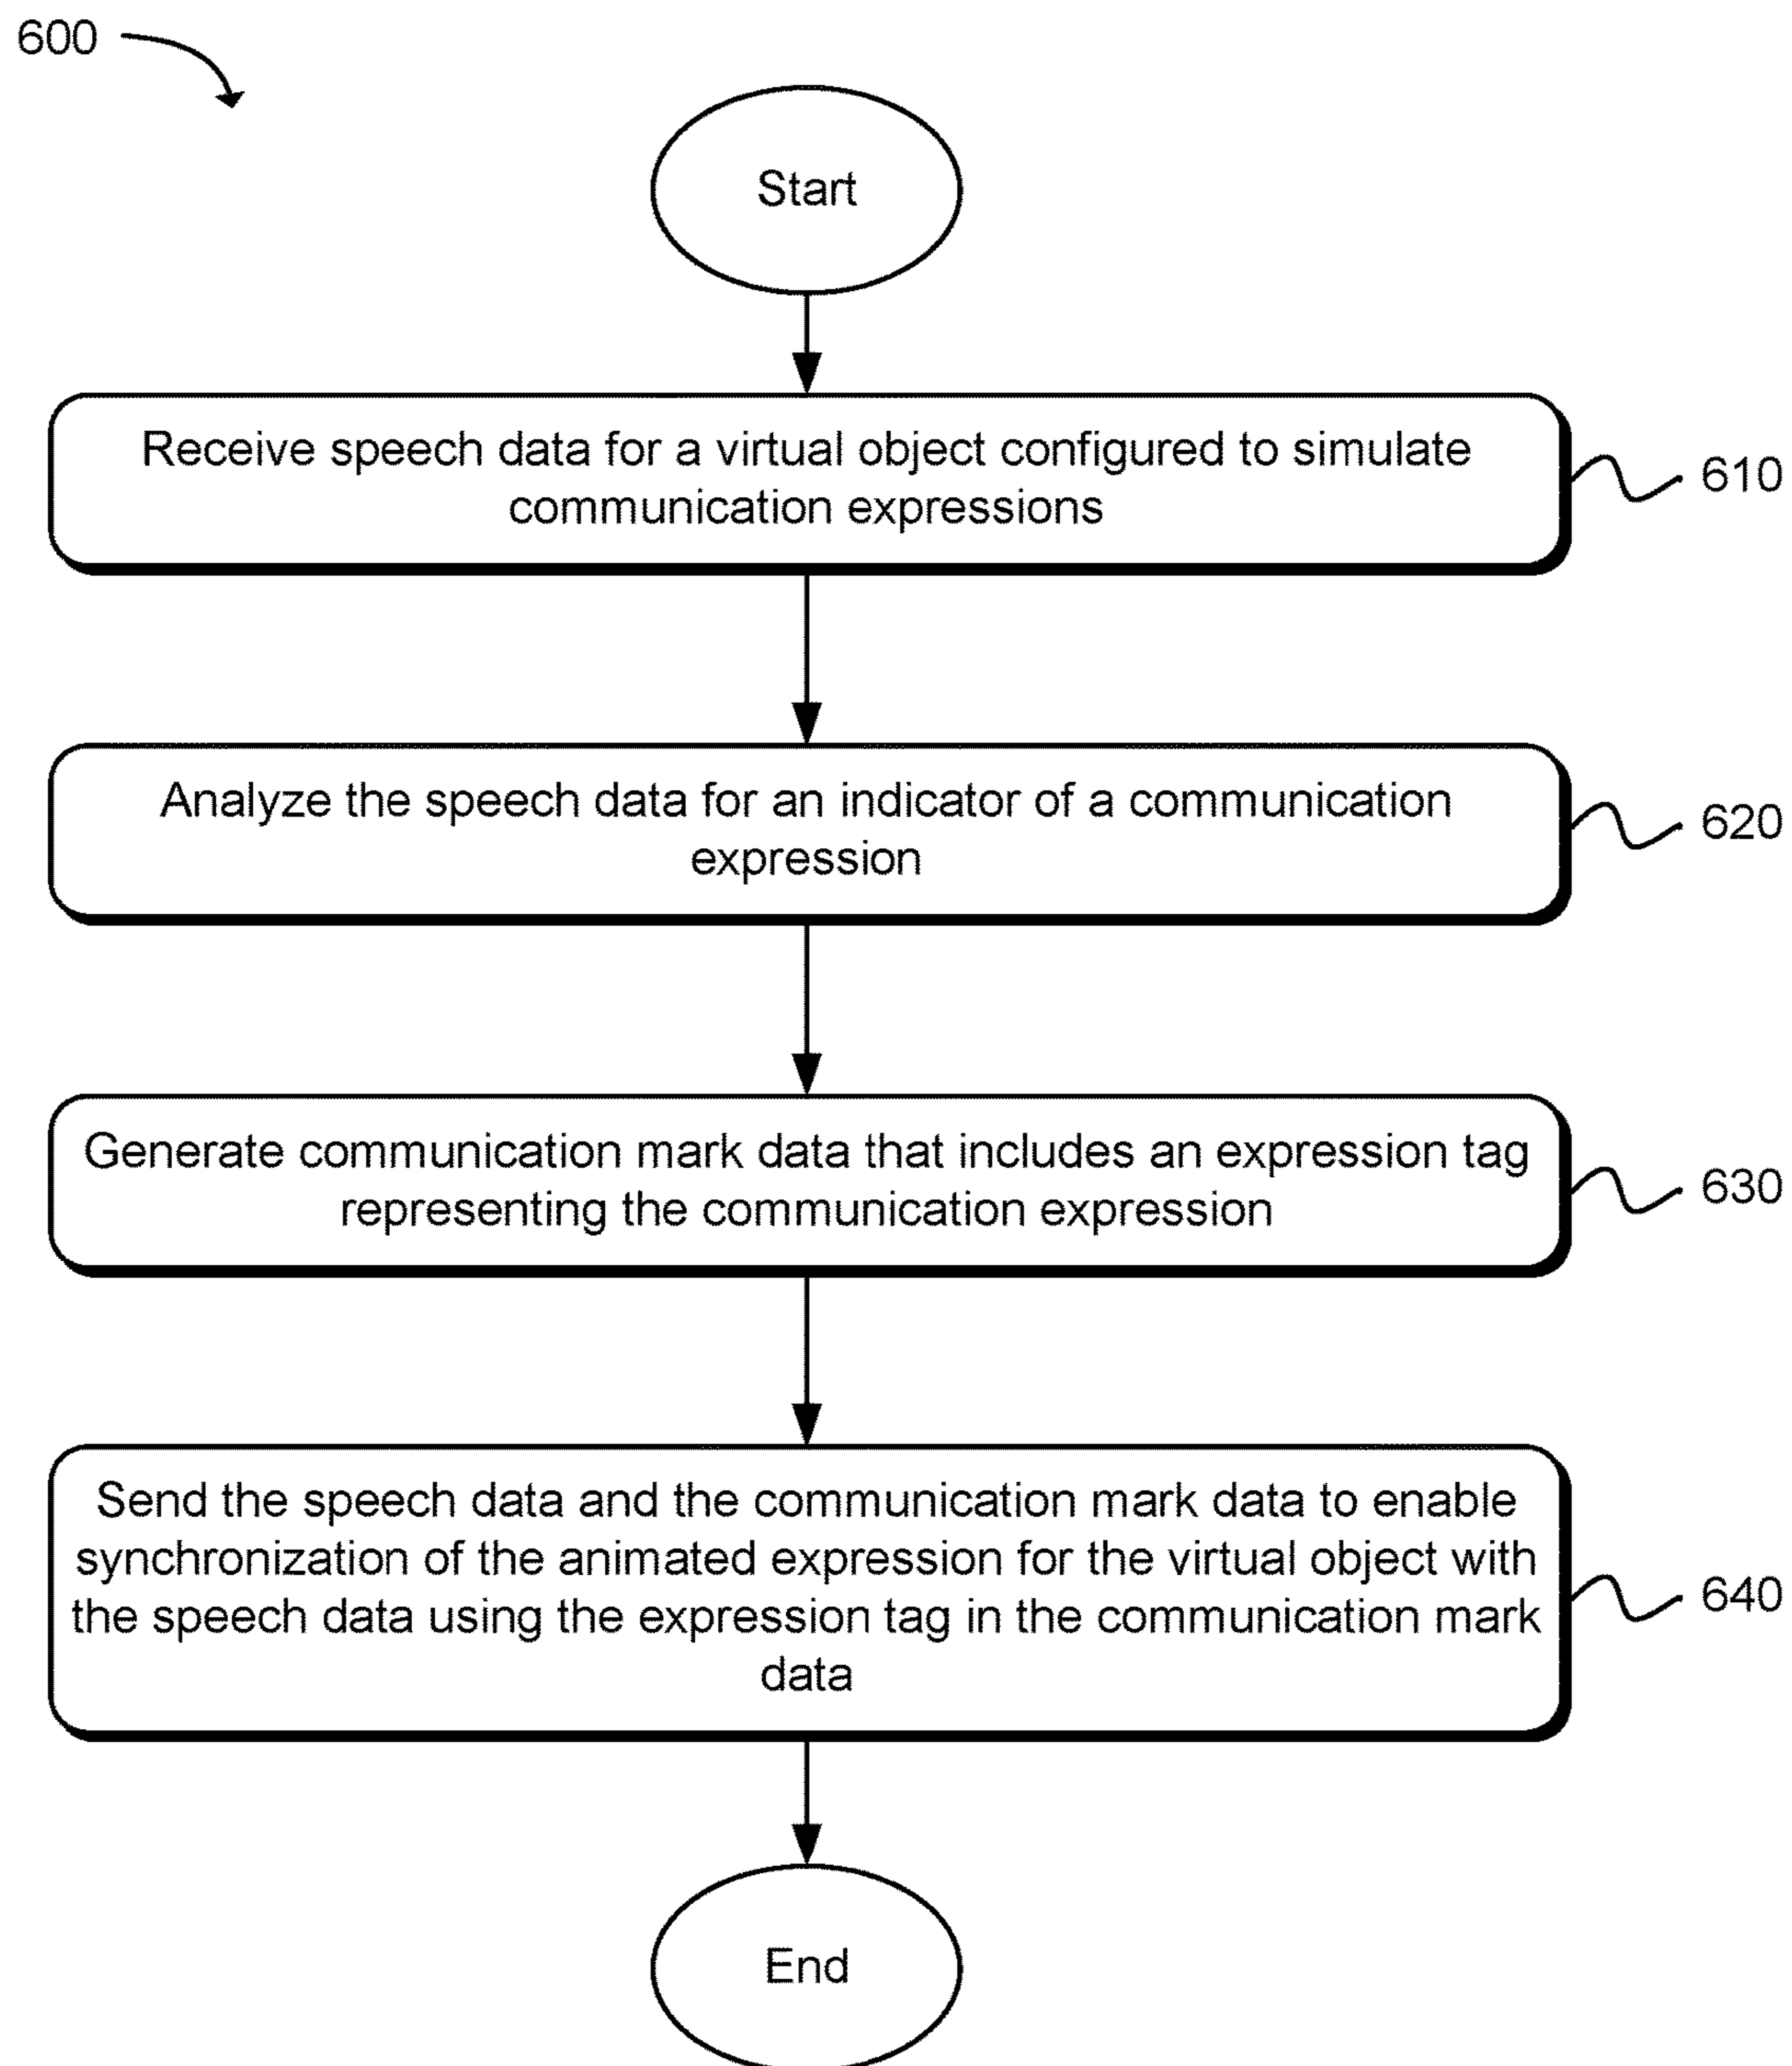 600
Start
Receive speech data for a virtual object configured to simulate
communication expressions
610
Analyze the speech data for an indicator of a communication
expression
620
Generate communication mark data that includes an expression tag
representing the communication expression
630
Send the speech data and the communication mark data to enable
synchronization of the animated expression for the virtual object with
the speech data using the expression tag in the communication mark
data
640
End